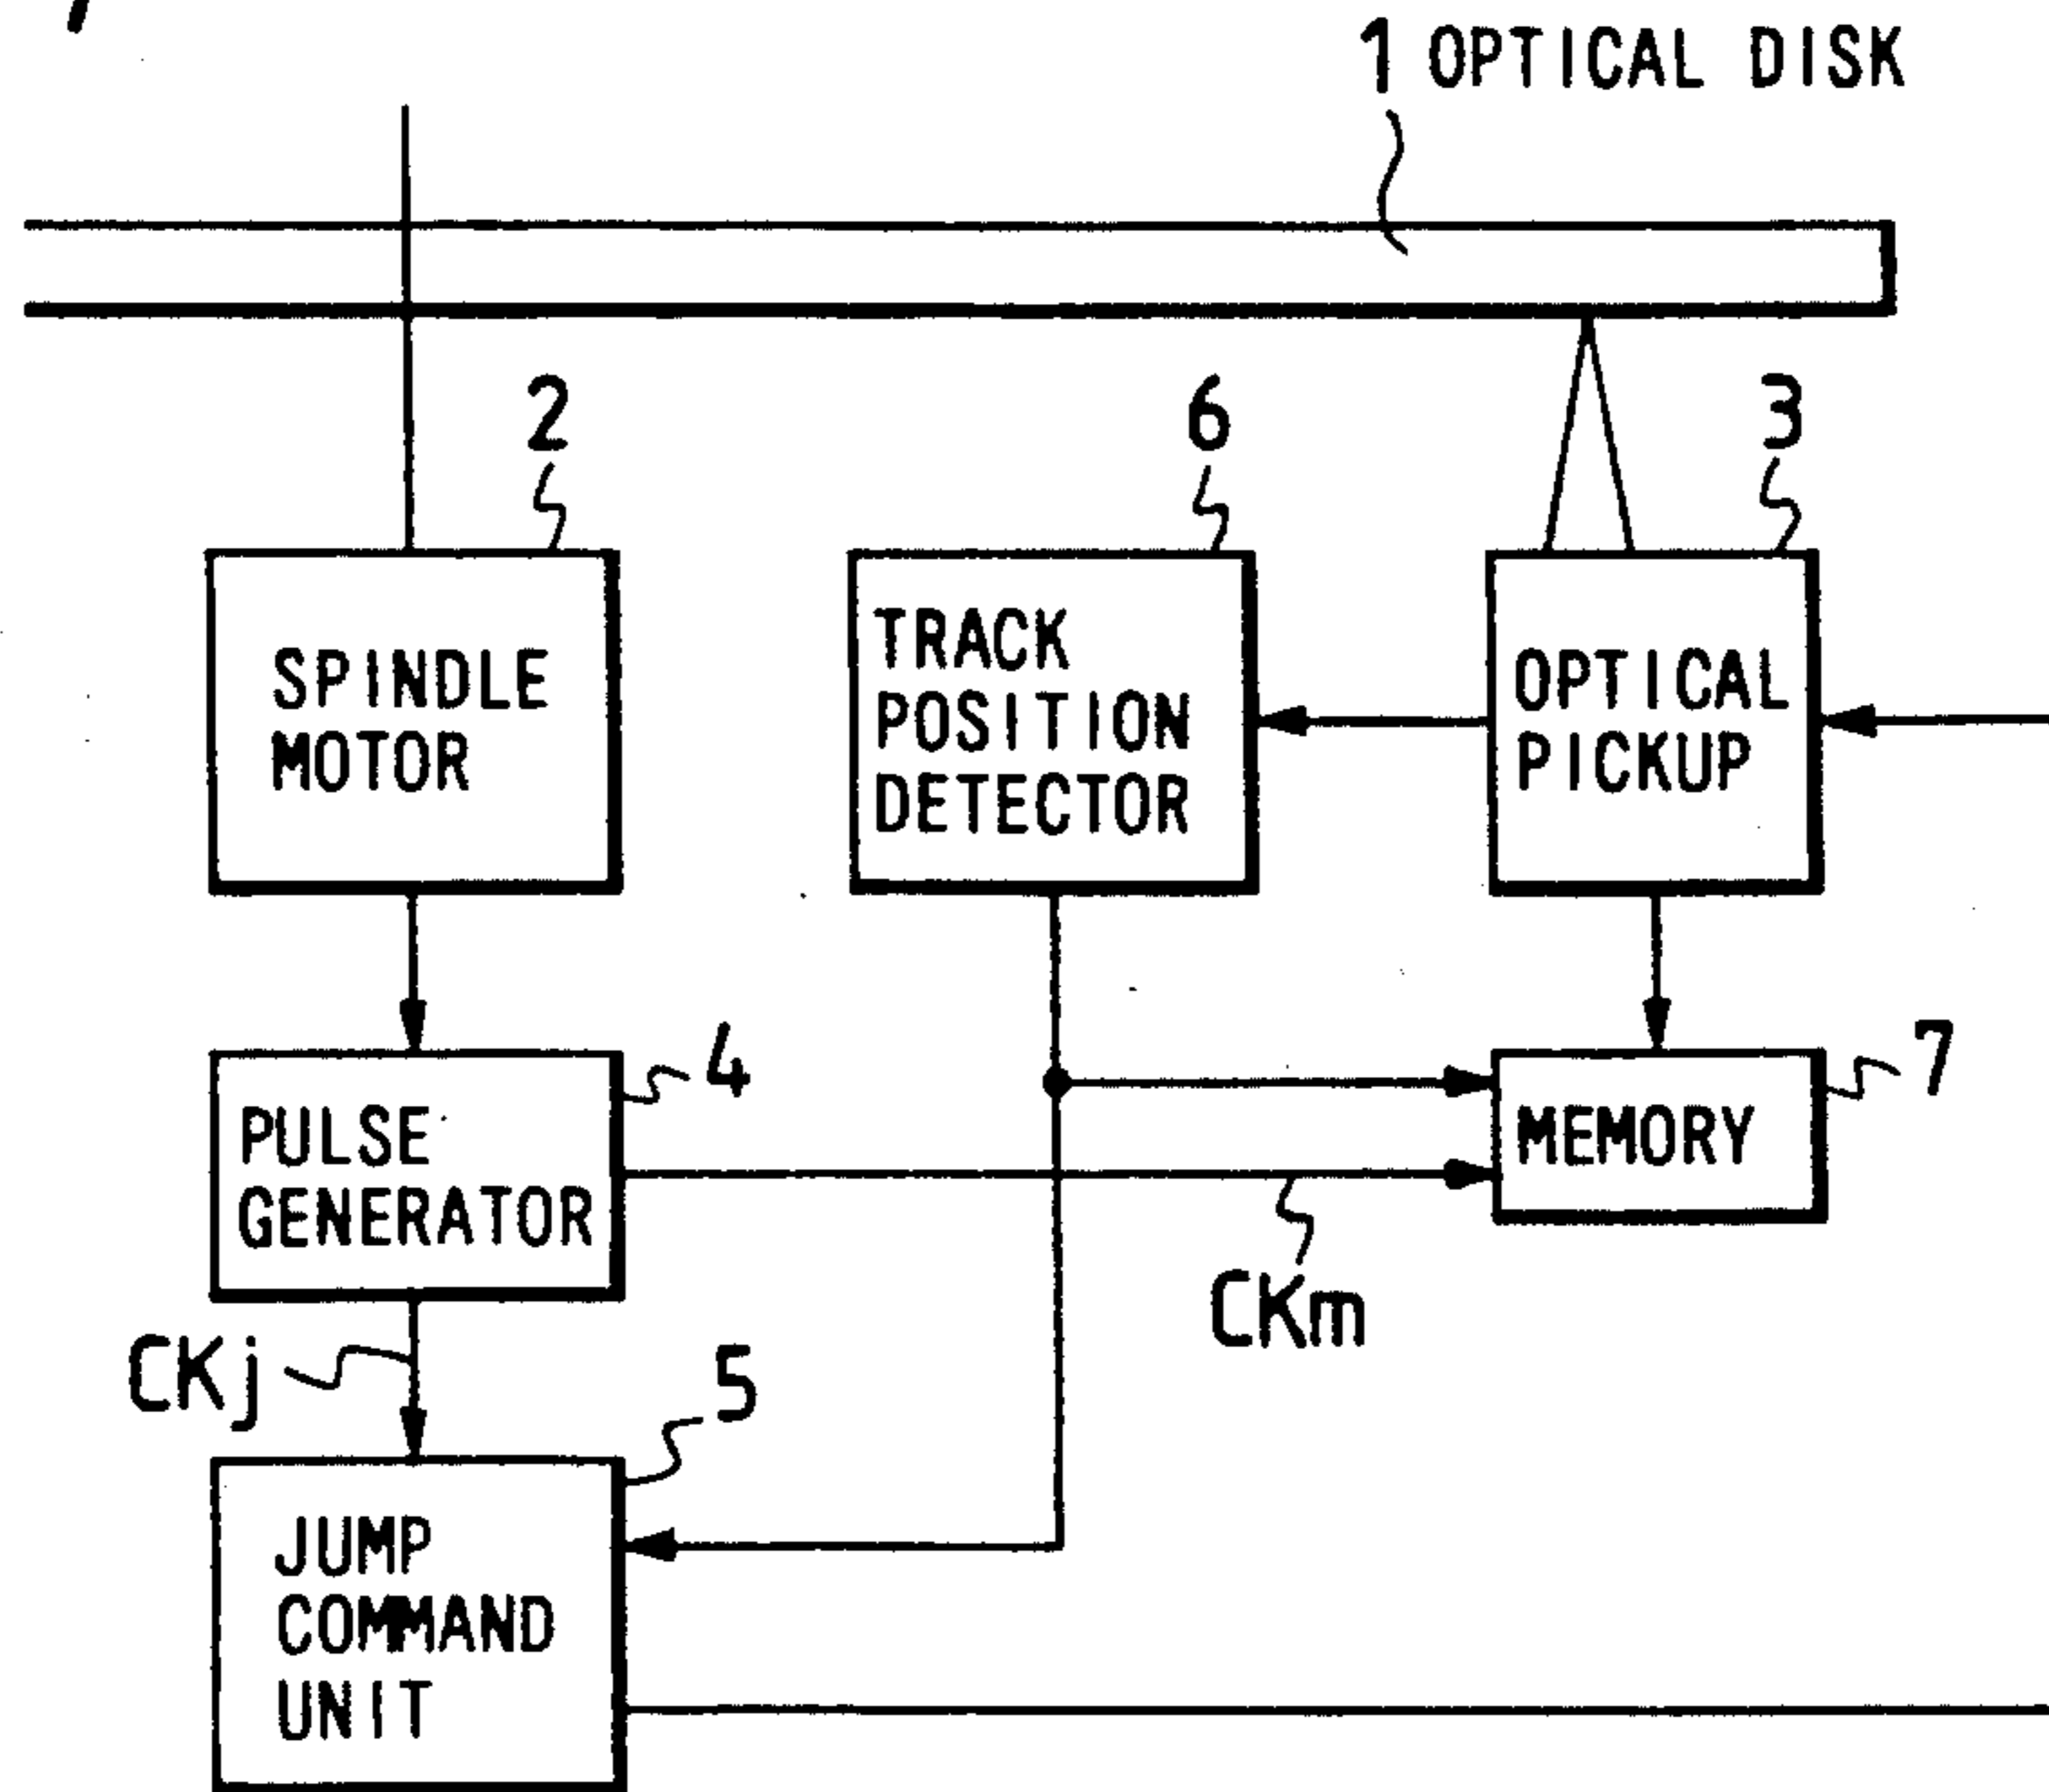 1 OPTICAL DISK
2
6
3
SPINDLE
MOTOR
TRACK
POSITION
DETECTOR
OPTICAL
PICKUP
4
7
PULSE
GENERATOR
MEMORY
CKm
CKj
5
JUMP
COMMAND
UNIT